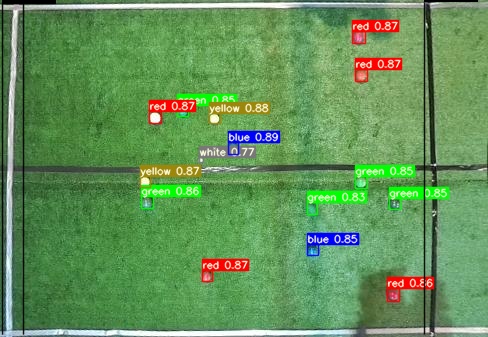 red 0.87
red 0.87
red 0.87
green 0.85
yellow 0.88
blue 0.89
white 0.77
yellow 0.87
green 0.85
green 0.86
green 0.83
green 0.85
blue 0.85
red 0.87
red 0.86